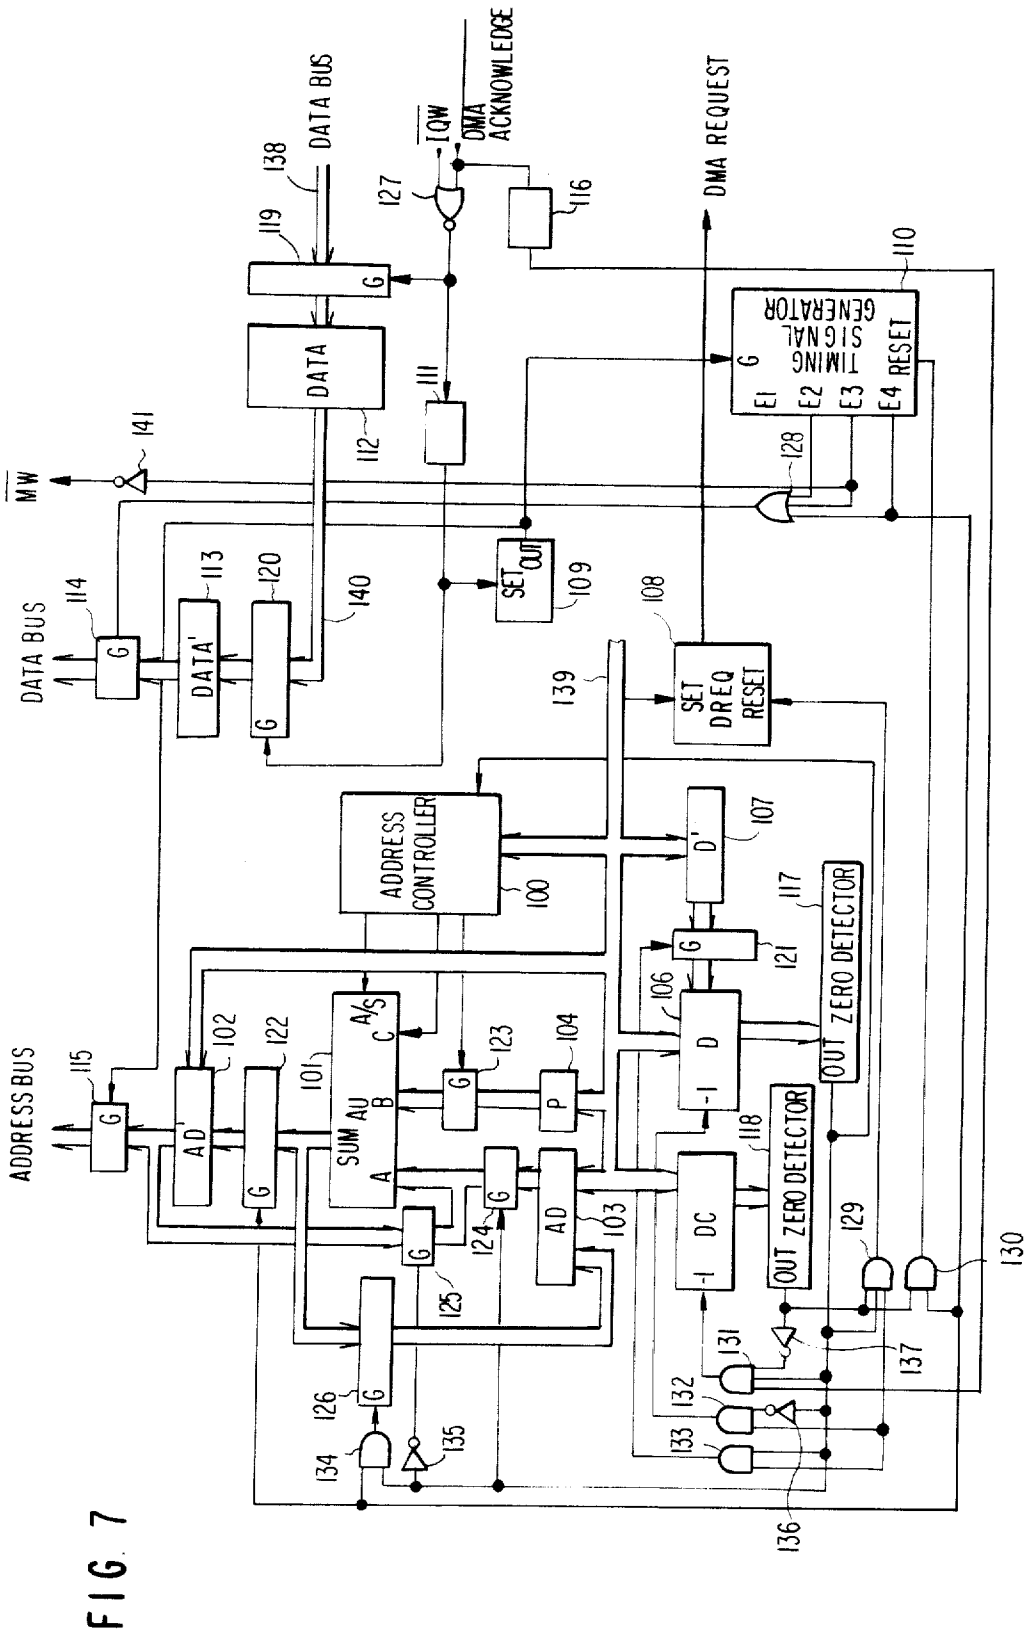 FIG. 7
ADDRESS BUS
115
G
AD'
102
G
122
126
G
134
135
G
125
101
SUM
AU
A
B
C
A/S
G
124
G
123
P
104
AD
103
ADDRESS
CONTROLLER
100
DATA BUS
114
G
DATA'
113
G
120
140
MW
141
DATA
112
119
G
138
DATA BUS
111
127
IQW
DMA
ACKNOWLEDGE
116
SET
OUT
109
139
SET
DREQ
RESET
108
DMA REQUEST
TIMING
SIGNAL
GENERATOR
110
G
E1
E2
E3
E4
RESET
128
D'
107
G
121
106
D
-1
DC
-1
118
OUT ZERO DETECTOR
117
OUT ZERO DETECTOR
129
130
131
132
133
136
137